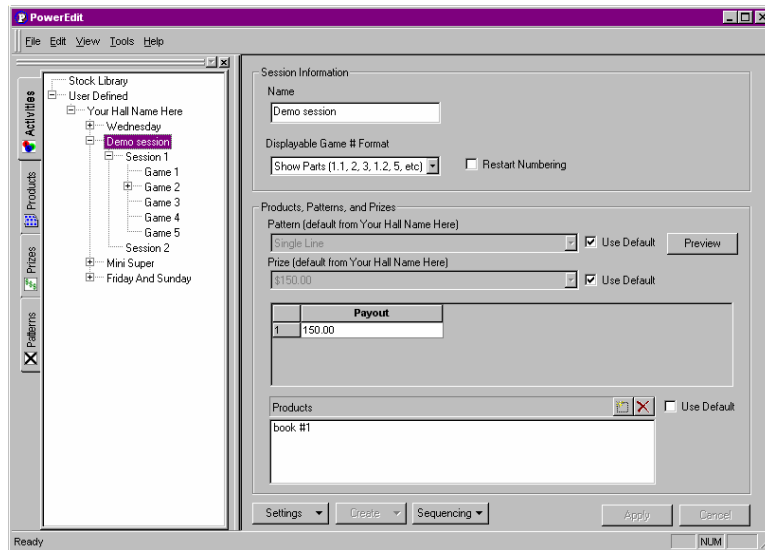 PowerEdit
File Edit View Tools Help
Activities
Products
Prizes
Patterns
Stock Library
User Defined
Your Hall Name Here
Wednesday
Demo session
Session 1
Game 1
Game 2
Game 3
Game 4
Game 5
Session 2
Mini Super
Friday And Sunday
Session Information
Name
Demo session
Displayable Game # Format
Show Parts (1.1, 2, 3, 1.2, 5, etc)
Restart Numbering
Products, Patterns, and Prizes
Pattern (default from Your Hall Name Here)
Single Line
Use Default
Preview
Prize (default from Your Hall Name Here)
$150.00
Use Default
Payout
1 150.00
Products
Use Default
book #1
Settings Create Sequencing Apply Cancel
Ready NUM